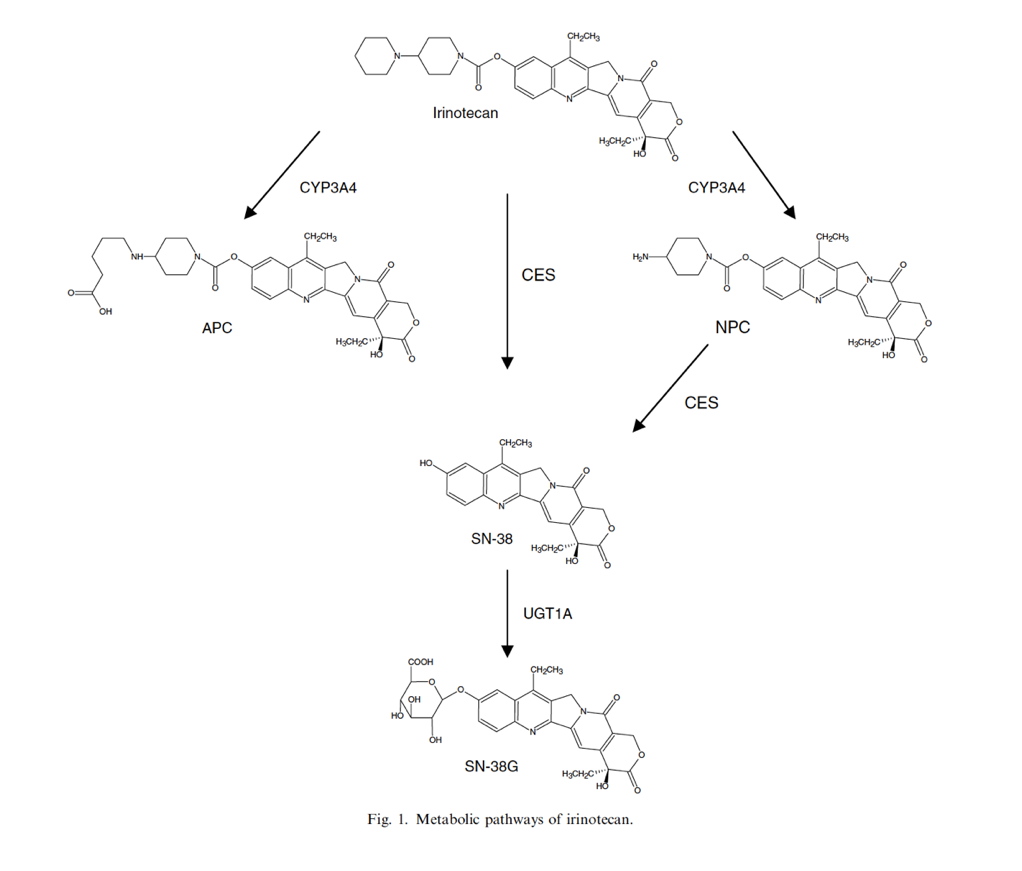 CH₂CH₃
N
N
O
O
N
N
O
O
O
H₃CH₂C
HO
Irinotecan
CYP3A4
CYP3A4
CES
CH₂CH₃
NH
N
O
O
N
N
O
O
O
OH
O
H₃CH₂C
HO
APC
CH₂CH₃
H₂N
N
O
O
N
N
O
O
O
H₃CH₂C
HO
NPC
CES
CH₂CH₃
HO
N
N
O
O
O
H₃CH₂C
HO
SN-38
UGT1A
COOH
CH₂CH₃
O
O
OH
HO
OH
N
N
O
O
O
H₃CH₂C
HO
SN-38G
Fig. 1. Metabolic pathways of irinotecan.